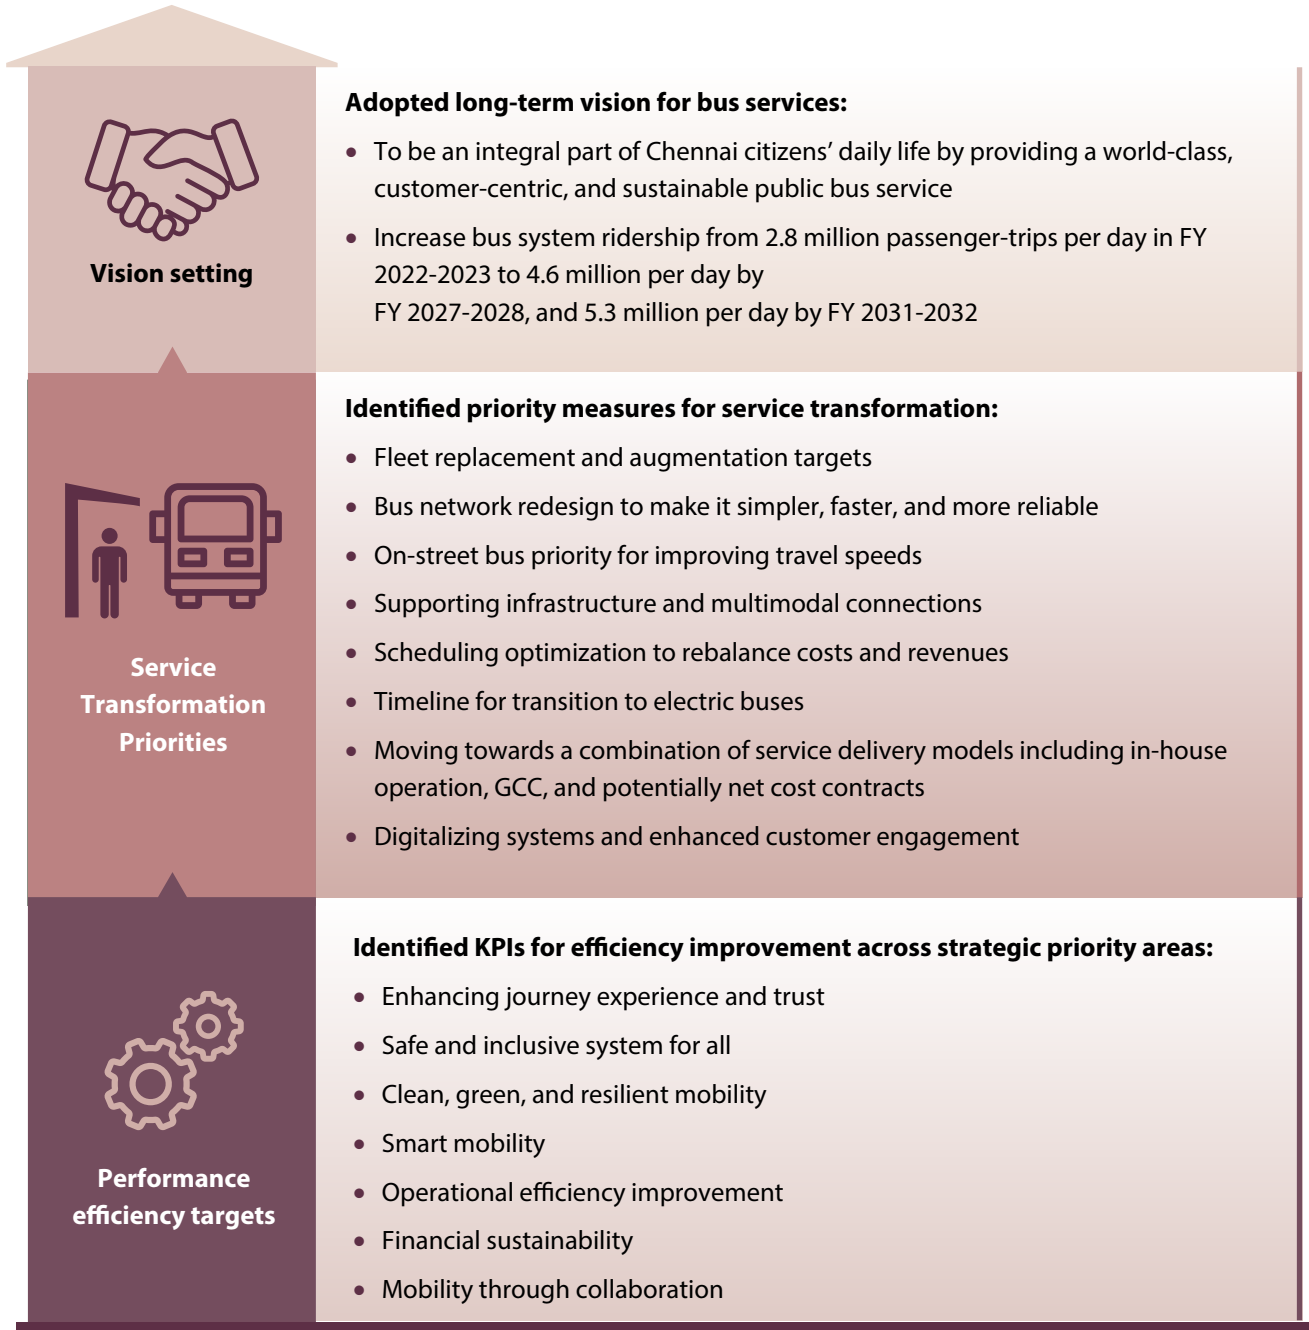 Adopted long-term vision for bus services:
• To be an integral part of Chennai citizens’ daily life by providing a world-class,
customer-centric, and sustainable public bus service
• Increase bus system ridership from 2.8 million passenger-trips per day in FY
2022-2023 to 4.6 million per day by
FY 2027-2028, and 5.3 million per day by FY 2031-2032
Vision setting
Identified priority measures for service transformation:
• Fleet replacement and augmentation targets
• Bus network redesign to make it simpler, faster, and more reliable
• On-street bus priority for improving travel speeds
• Supporting infrastructure and multimodal connections
• Scheduling optimization to rebalance costs and revenues
• Timeline for transition to electric buses
• Moving towards a combination of service delivery models including in-house
operation, GCC, and potentially net cost contracts
• Digitalizing systems and enhanced customer engagement
Service
Transformation
Priorities
Identified KPIs for efficiency improvement across strategic priority areas:
• Enhancing journey experience and trust
• Safe and inclusive system for all
• Clean, green, and resilient mobility
• Smart mobility
• Operational efficiency improvement
• Financial sustainability
• Mobility through collaboration
Performance
efficiency targets